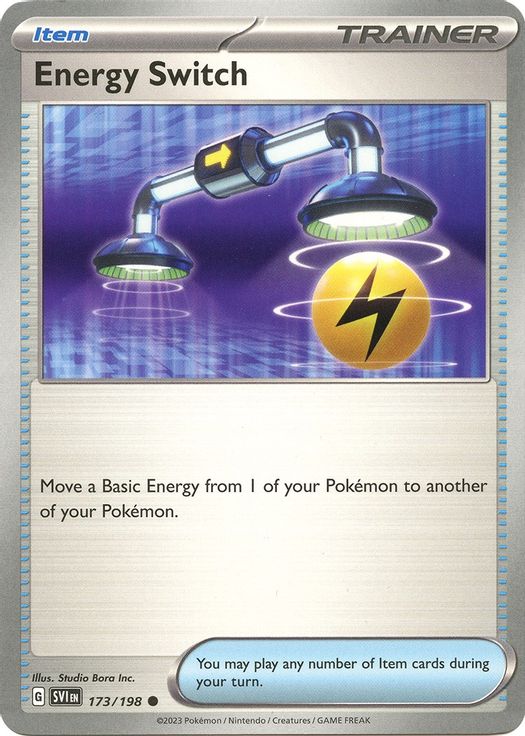 Item
TRAINER
Energy Switch
Move a Basic Energy from 1 of your Pokémon to another
of your Pokémon.
Illus. Studio Bora Inc.
You may play any number of Item cards during
your turn.
G SVI EN 173/198
©2023 Pokémon / Nintendo / Creatures / GAME FREAK